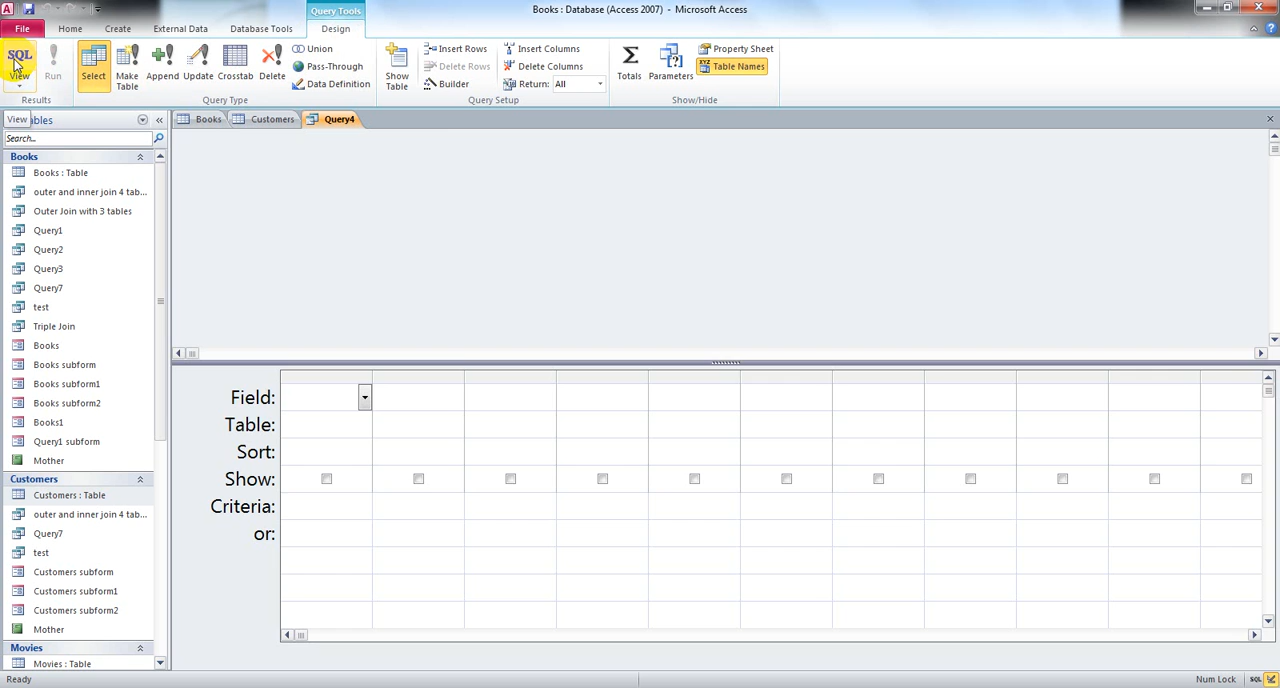 Query Tools
Books : Database (Access 2007) - Microsoft Access
File
Home
Create
External Data
Database Tools
Design
SQL
View
Run
Select
Make
Table
Append
Update
Crosstab
Delete
Union
Pass-Through
Data Definition
Show
Table
Insert Rows
Delete Rows
Builder
Insert Columns
Delete Columns
Return: All
Totals
Parameters
Property Sheet
XYZ Table Names
Results
Query Type
Query Setup
Show/Hide
View
ables
Search...
Books
Books : Table
outer and inner join 4 tab...
Outer Join with 3 tables
Query1
Query2
Query3
Query7
test
Triple Join
Books
Books subform
Books subform1
Books subform2
Books1
Query1 subform
Mother
Customers
Customers : Table
outer and inner join 4 tab...
Query7
test
Customers subform
Customers subform1
Customers subform2
Mother
Movies
Movies : Table
Books
Customers
Query4
Field:
Table:
Sort:
Show:
Criteria:
or:
Ready
Num Lock
SQL